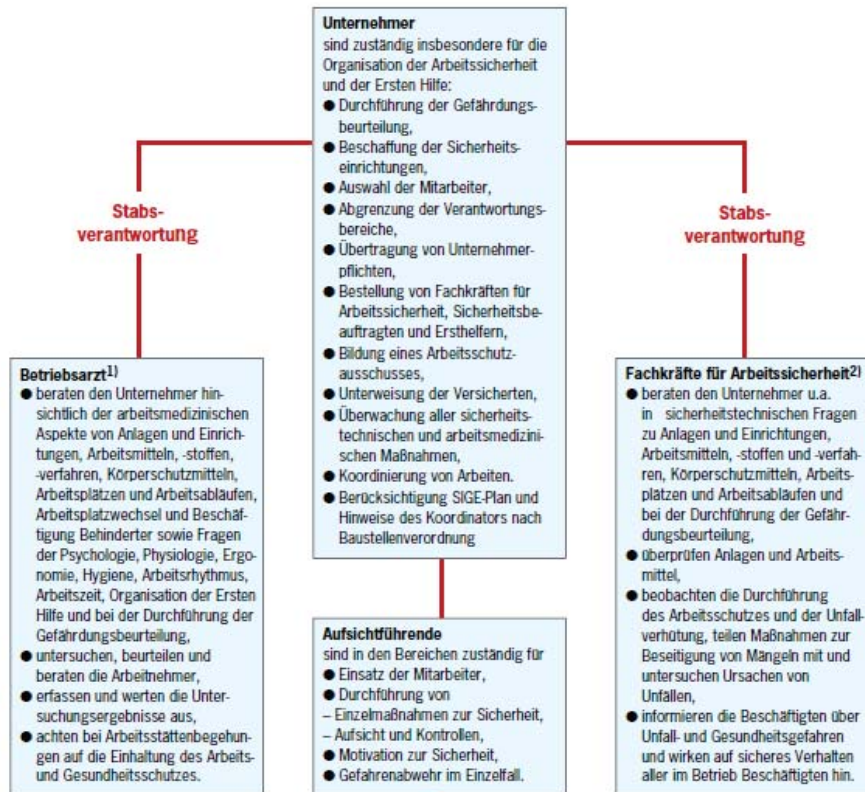 Unternehmer
sind zuständig insbesondere für die
Organisation der Arbeitssicherheit
und der Ersten Hilfe:
● Durchführung der Gefährdungs-
beurteilung,
● Beschaffung der Sicherheits-
einrichtungen,
● Auswahl der Mitarbeiter,
● Abgrenzung der Verantwortungs-
bereiche,
● Übertragung von Unternehmer-
pflichten,
● Bestellung von Fachkräften für
Arbeitssicherheit, Sicherheitsbe-
auftragten und Ersthelfern,
● Bildung eines Arbeitsschutz-
ausschusses,
● Unterweisung der Versicherten,
● Überwachung aller sicherheits-
technischen und arbeitsmedizini-
schen Maßnahmen,
● Koordinierung von Arbeiten.
● Berücksichtigung SIGE-Plan und
Hinweise des Koordinators nach
Baustellenverordnung
Stabs-
verantwortung
Stabs-
verantwortung
Betriebsarzt1)
● beraten den Unternehmer hin-
sichtlich der arbeitsmedizinischen
Aspekte von Anlagen und Einrich-
tungen, Arbeitsmitteln, -stoffen,
-verfahren, Körperschutzmitteln,
Arbeitsplätzen und Arbeitsabläufen,
Arbeitsplatzwechsel und Beschäf-
tigung Behinderter sowie Fragen
der Psychologie, Physiologie, Ergo-
nomie, Hygiene, Arbeitsrhythmus,
Arbeitszeit, Organisation der Ersten
Hilfe und bei der Durchführung der
Gefährdungsbeurteilung,
● untersuchen, beurteilen und
beraten die Arbeitnehmer,
● erfassen und werten die Unter-
suchungsergebnisse aus,
● achten bei Arbeitsstättenbegehun-
gen auf die Einhaltung des Arbeits-
und Gesundheitsschutzes.
Aufsichtführende
sind in den Bereichen zuständig für
● Einsatz der Mitarbeiter,
● Durchführung von
– Einzelmaßnahmen zur Sicherheit,
– Aufsicht und Kontrollen,
● Motivation zur Sicherheit,
● Gefahrenabwehr im Einzelfall.
Fachkräfte für Arbeitssicherheit2)
● beraten den Unternehmer u.a.
in sicherheitstechnischen Fragen
zu Anlagen und Einrichtungen,
Arbeitsmitteln, -stoffen und -verfah-
ren, Körperschutzmitteln, Arbeits-
plätzen und Arbeitsabläufen und
bei der Durchführung der Gefähr-
dungsbeurteilung,
● überprüfen Anlagen und Arbeits-
mittel,
● beobachten die Durchführung
des Arbeitsschutzes und der Unfall-
verhütung, teilen Maßnahmen zur
Beseitigung von Mängeln mit und
untersuchen Ursachen von
Unfällen,
● informieren die Beschäftigten über
Unfall- und Gesundheitsgefahren
und wirken auf sicheres Verhalten
aller im Betrieb Beschäftigten hin.